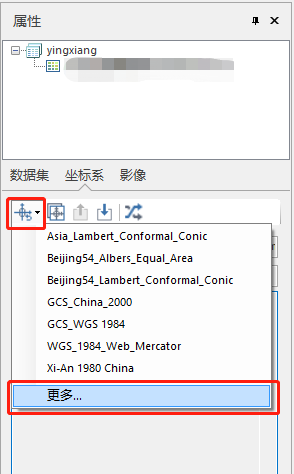 属性
yingxiang
数据集 坐标系 影像
Asia_Lambert_Conformal_Conic
Beijing54_Albers_Equal_Area
Beijing54_Lambert_Conformal_Conic
GCS_China_2000
GCS_WGS 1984
WGS_1984_Web_Mercator
Xi-An 1980 China
更多...